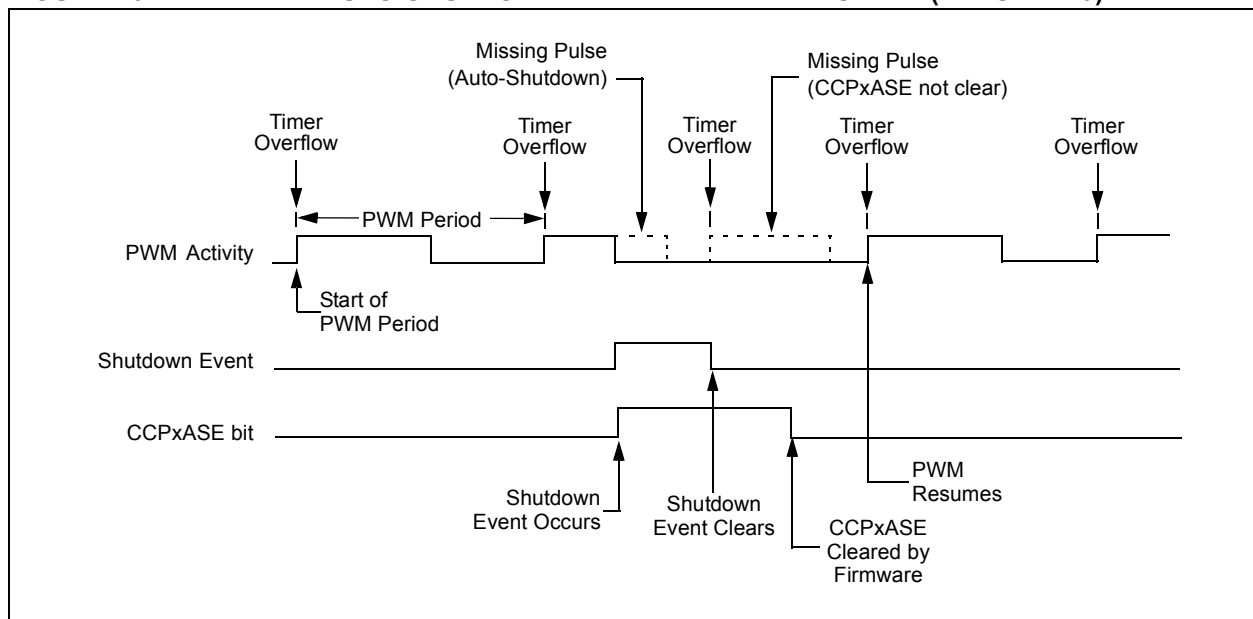 Missing Pulse
(Auto-Shutdown)
Missing Pulse
(CCPxASE not clear)
Timer
Overflow
Timer
Overflow
Timer
Overflow
Timer
Overflow
Timer
Overflow
PWM Period
PWM Activity
Start of
PWM Period
Shutdown Event
CCPxASE bit
Shutdown
Event Occurs
Shutdown
Event Clears
PWM
Resumes
CCPxASE
Cleared by
Firmware